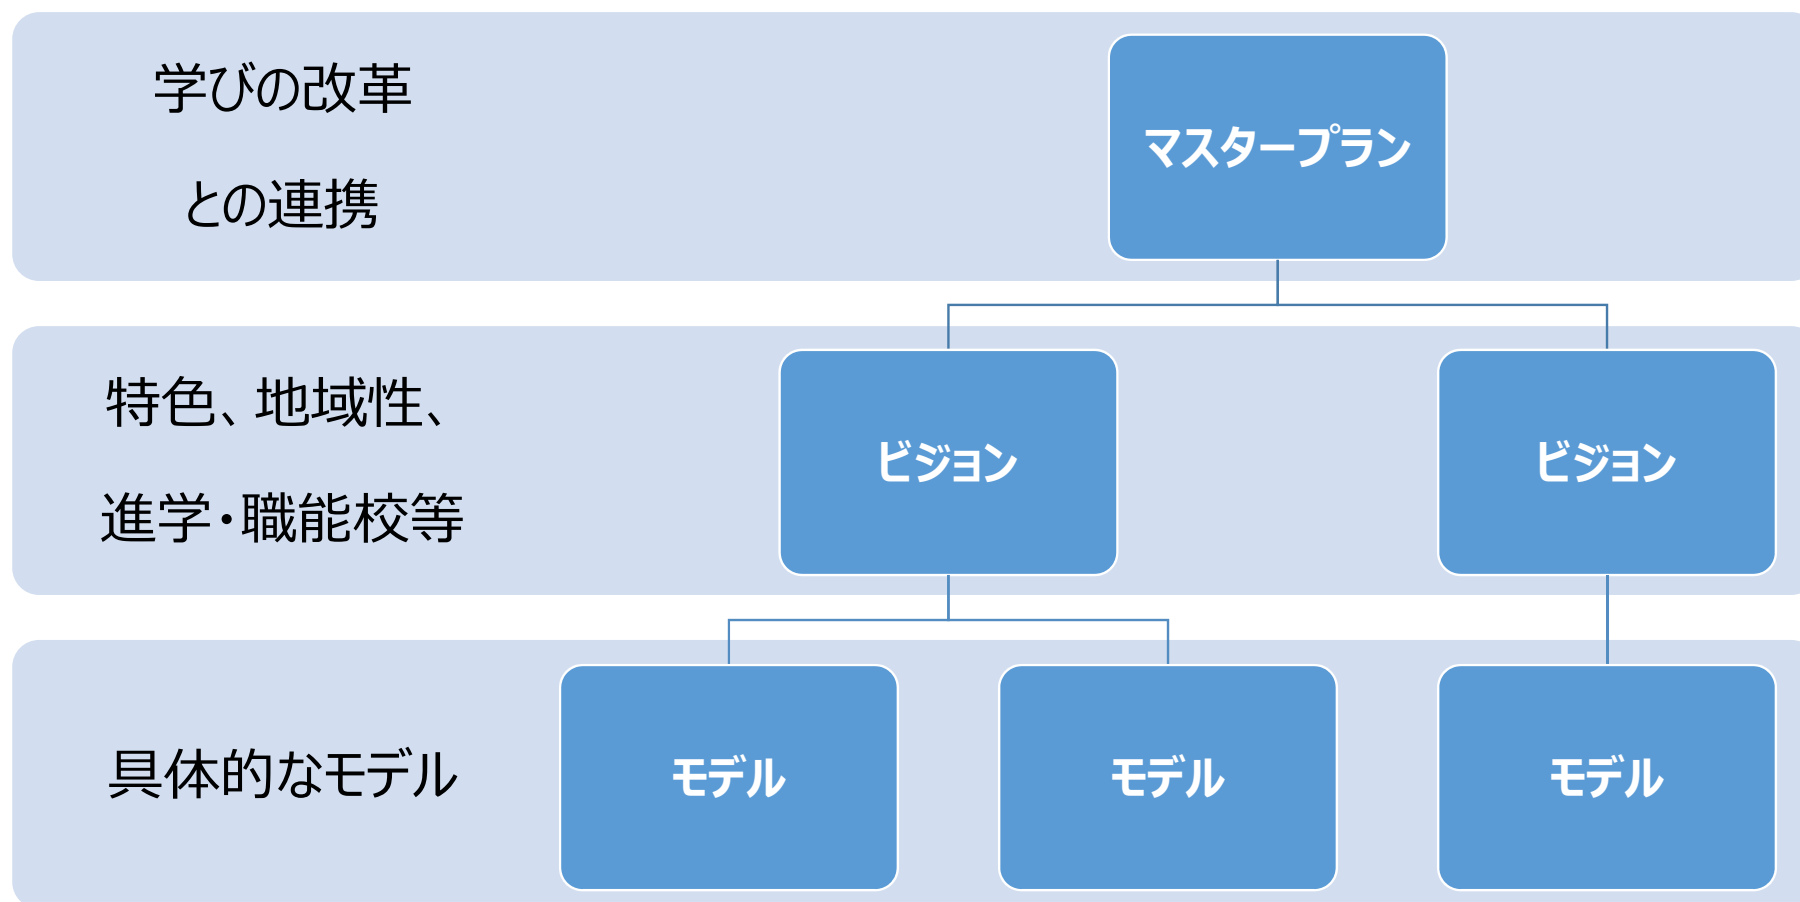 学びの改革
との連携
マスタープラン
特色、地域性、
進学・職能校等
ビジョン
ビジョン
具体的なモデル
モデル
モデル
モデル